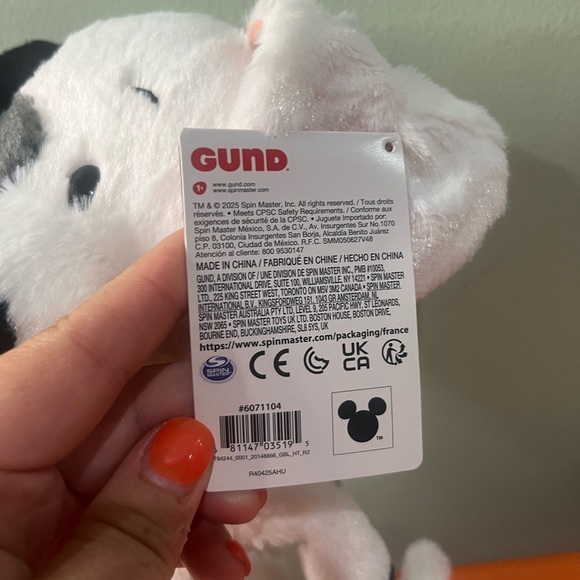 GUND.
1+
www.gund.com
www.spinmaster.com
TM & © 2025 Spin Master, Inc. All rights reserved. / Tous droits
réservés. • Meets CPSC Safety Requirements. / Conforme aux
exigences de sécurité de la CPSC. • Juguete Importado por:
Spin Master México, S.A. de C.V., Av. Insurgentes Sur No.1070
piso 8, Colonia Insurgentes San Borja, Alcaldía Benito Juárez
C.P. 03100, Ciudad de México. R.F.C. SMM050627V48
Atención al cliente: 800 9530147
MADE IN CHINA / FABRIQUÉ EN CHINE / HECHO EN CHINA
GUND, A DIVISION OF / UNE DIVISION DE SPIN MASTER INC., PMB #10053,
300 INTERNATIONAL DRIVE, SUITE 100, WILLIAMSVILLE, NY 14221 • SPIN MASTER
LTD., 225 KING STREET WEST, TORONTO ON M5V 3M2 CANADA • SPIN MASTER
INTERNATIONAL B.V., KINGSFORDWEG 151, 1043 GR AMSTERDAM, NL
SPIN MASTER AUSTRALIA PTY LTD, LEVEL 9, 205 PACIFIC HWY, ST LEONARDS,
NSW 2065 • SPIN MASTER TOYS UK LTD. BOSTON HOUSE, BOSTON DRIVE,
BOURNE END, BUCKINGHAMSHIRE, SL8 5YS, UK
https://www.spinmaster.com/packaging/france
SPIN
MASTER
CE
UK
CA
#6071104
TM
81147 03519 5
T84244_0001_20148866_GBL_HT_R2
R40425AHU